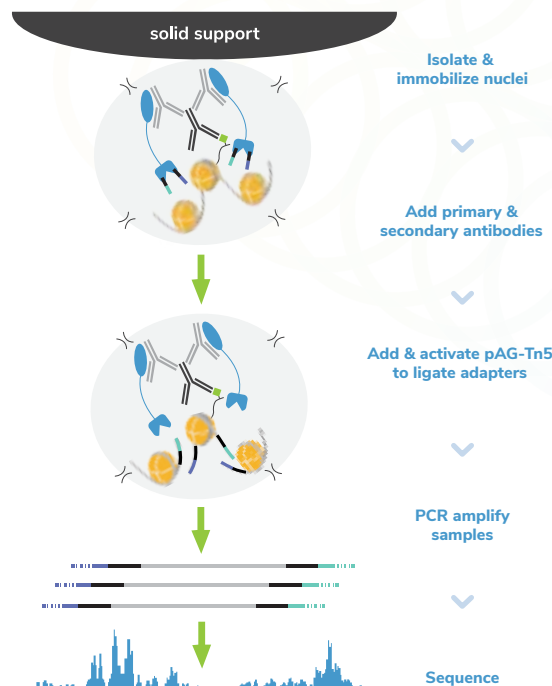 solid support
Isolate &
immobilize nuclei
Add primary &
secondary antibodies
Add & activate pAG-Tn5
to ligate adapters
PCR amplify
samples
Sequence